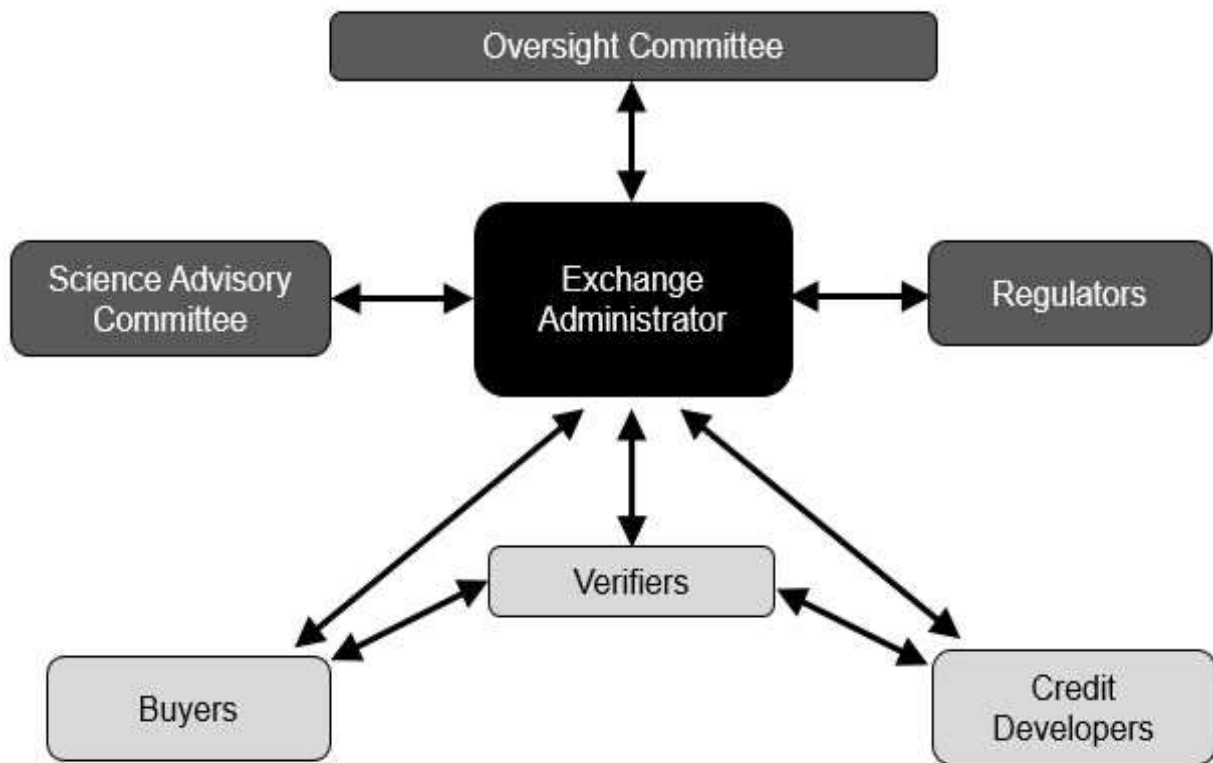 Oversight Committee
Science Advisory
Committee
Exchange
Administrator
Regulators
Verifiers
Buyers
Credit
Developers